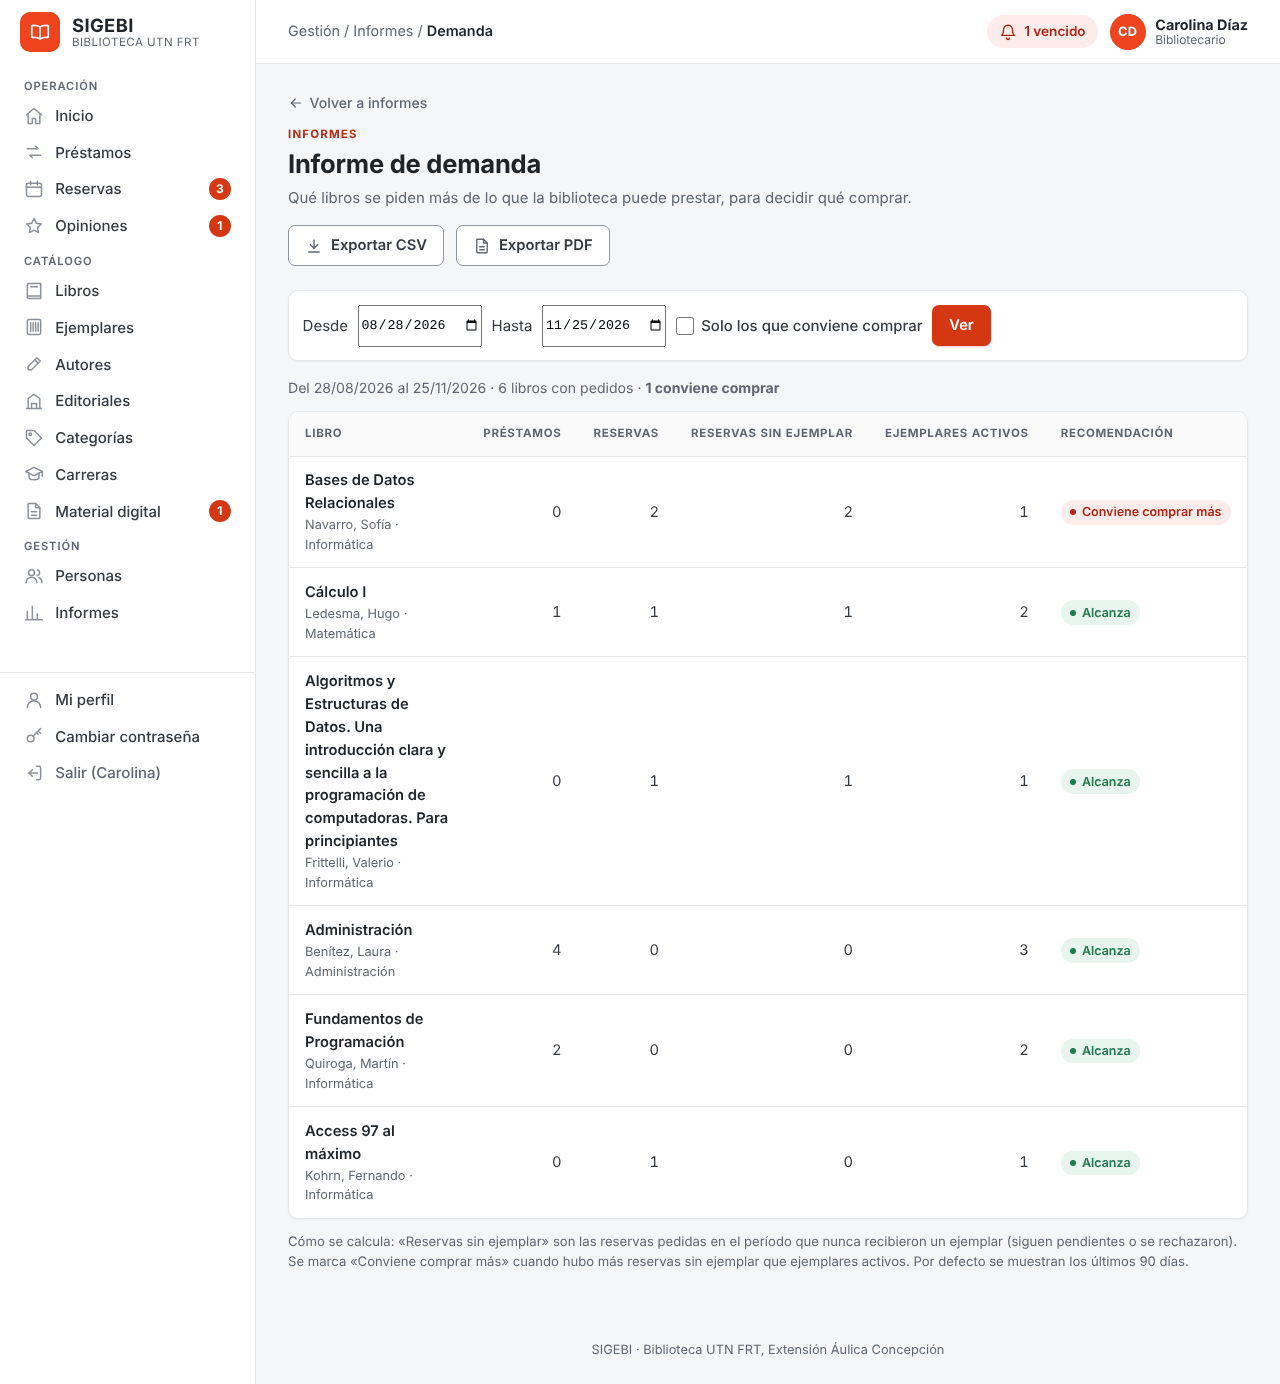 SIGEBI
BIBLIOTECA UTN FRT
OPERACIÓN
Inicio
Préstamos
Reservas 3
Opiniones 1
CATÁLOGO
Libros
Ejemplares
Autores
Editoriales
Categorías
Carreras
Material digital 1
GESTIÓN
Personas
Informes
Mi perfil
Cambiar contraseña
Salir (Carolina)
Gestión / Informes / Demanda
1 vencido
CD
Carolina Díaz
Bibliotecario
Volver a informes
INFORMES
Informe de demanda
Qué libros se piden más de lo que la biblioteca puede prestar, para decidir qué comprar.
Exportar CSV Exportar PDF
Desde 08/28/2026 Hasta 11/25/2026 Solo los que conviene comprar Ver
Del 28/08/2026 al 25/11/2026 · 6 libros con pedidos · 1 conviene comprar
LIBRO PRÉSTAMOS RESERVAS RESERVAS SIN EJEMPLAR EJEMPLARES ACTIVOS RECOMENDACIÓN
Bases de Datos
Relacionales
Navarro, Sofía ·
Informática
0 2 2 1 Conviene comprar más
Cálculo I
Ledesma, Hugo ·
Matemática
1 1 1 2 Alcanza
Algoritmos y
Estructuras de
Datos. Una
introducción clara y
sencilla a la
programación de
computadoras. Para
principiantes
Frittelli, Valerio ·
Informática
0 1 1 1 Alcanza
Administración
Benítez, Laura ·
Administración
4 0 0 3 Alcanza
Fundamentos de
Programación
Quiroga, Martín ·
Informática
2 0 0 2 Alcanza
Access 97 al
máximo
Kohrn, Fernando ·
Informática
0 1 0 1 Alcanza
Cómo se calcula: «Reservas sin ejemplar» son las reservas pedidas en el período que nunca recibieron un ejemplar (siguen pendientes o se rechazaron).
Se marca «Conviene comprar más» cuando hubo más reservas sin ejemplar que ejemplares activos. Por defecto se muestran los últimos 90 días.
SIGEBI · Biblioteca UTN FRT, Extensión Áulica Concepción